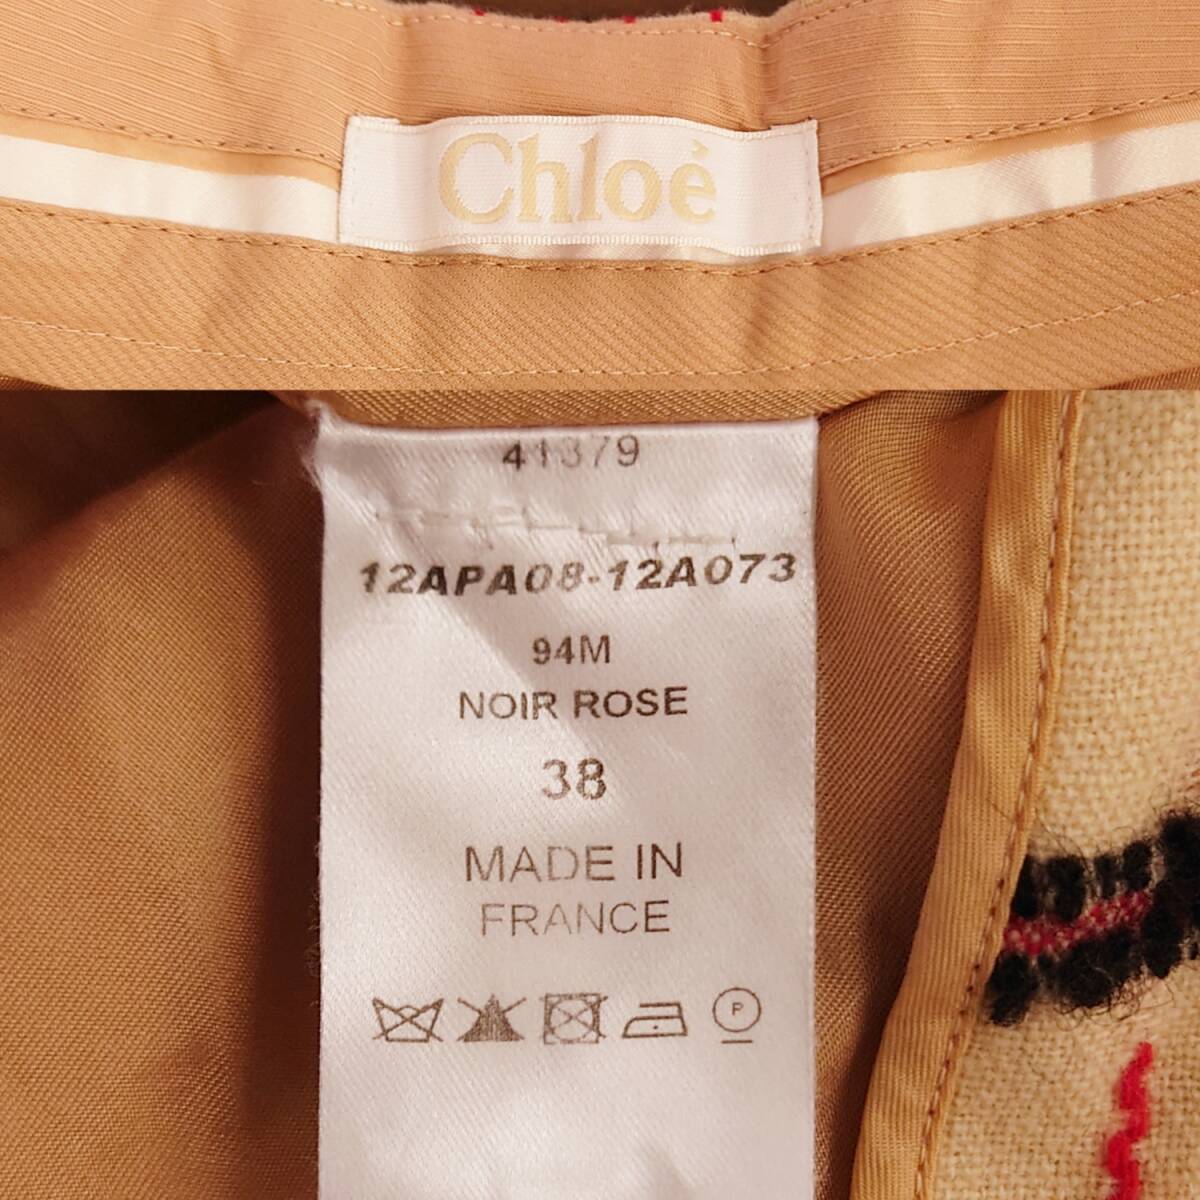 Chloé
41379
12APA08-12A073
94M
NOIR ROSE
38
MADE IN
FRANCE
P